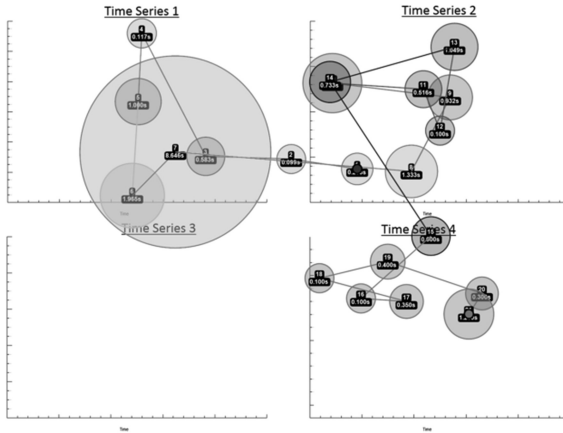 Time Series 1
Time Series 2
4
0.117s
13
1.049s
14
0.733s
11
0.516s
9
0.932s
5
1.090s
12
0.100s
7
8.646s
3
0.583s
2
0.099s
8
1.333s
6
1.965s
Time
Time
Time Series 3
Time Series 4
15
19
0.400s
18
0.100s
16
0.100s
17
0.350s
20
0.300s
Time
Time